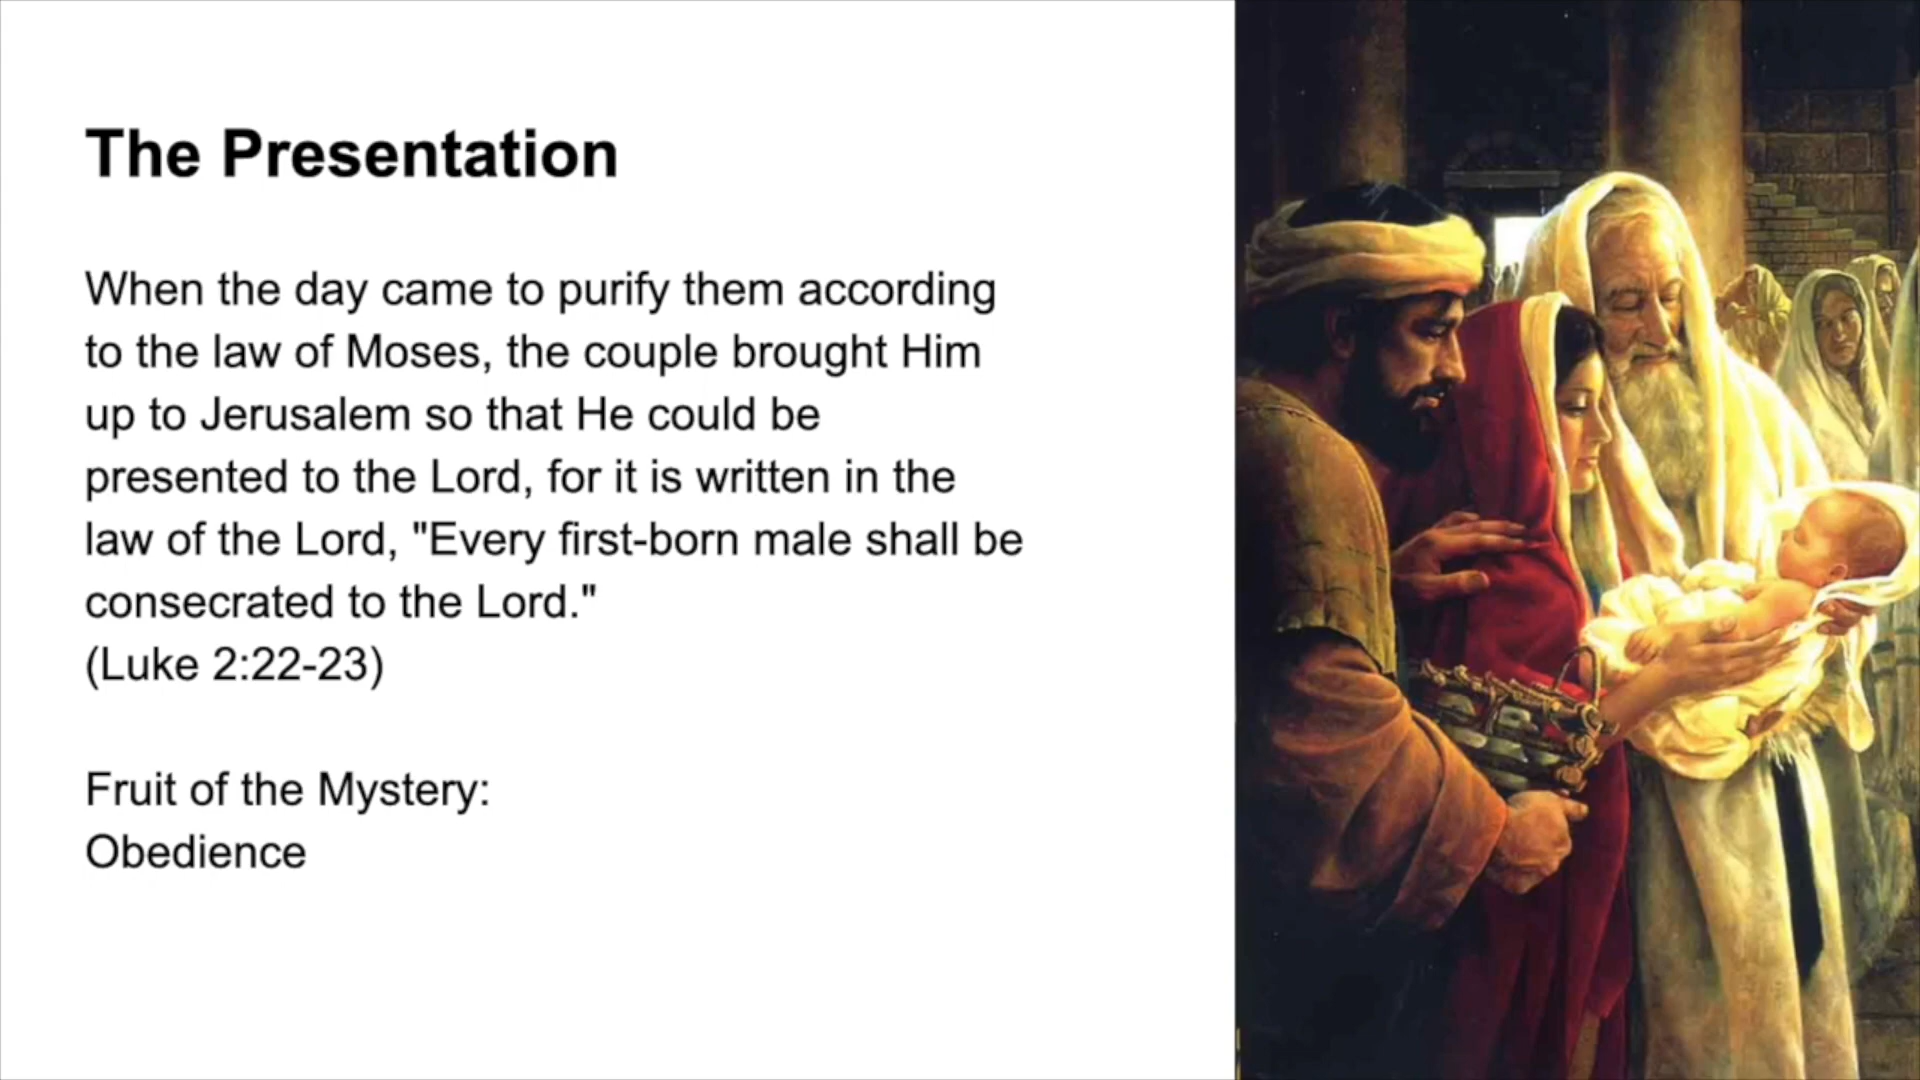 The Presentation
When the day came to purify them according
to the law of Moses, the couple brought Him
up to Jerusalem so that He could be
presented to the Lord, for it is written in the
law of the Lord, "Every first-born male shall be
consecrated to the Lord."
(Luke 2:22-23)
Fruit of the Mystery:
Obedience